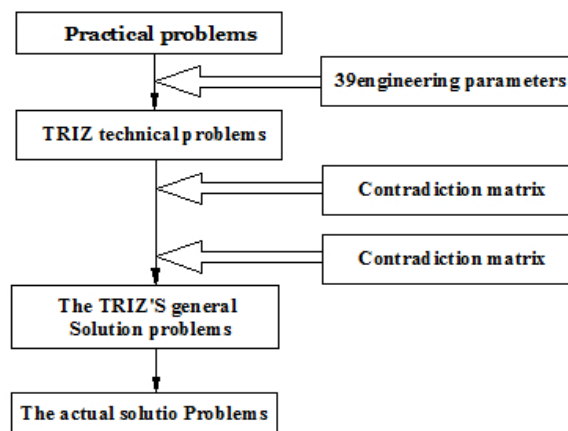 Practical problems
39engineering parameters
TRIZ technical problems
Contradiction matrix
Contradiction matrix
The TRIZ'S general
Solution problems
The actual solutio Problems